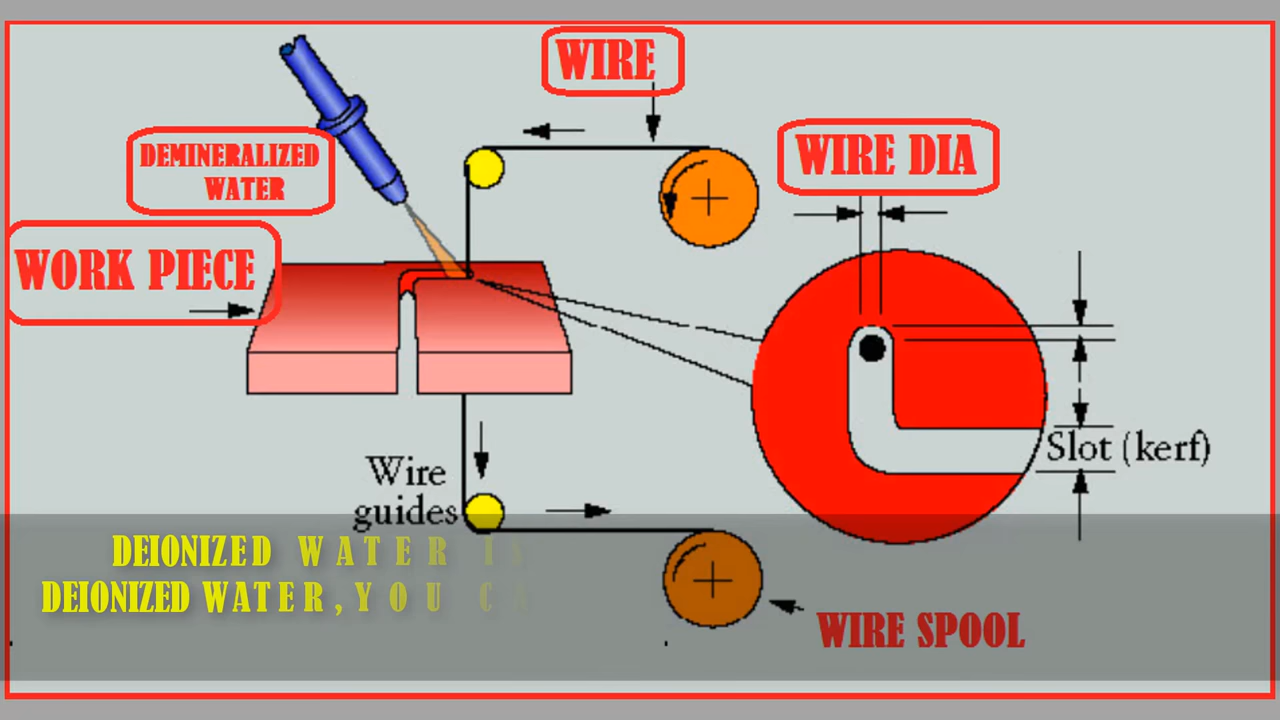 WIRE
WIRE DIA
DEMINERALIZED
WATER
WORK PIECE
Slot (kerf)
Wire
guides
DEIONIZED WATER
DEIONIZED WATER, YOU
WIRE SPOOL